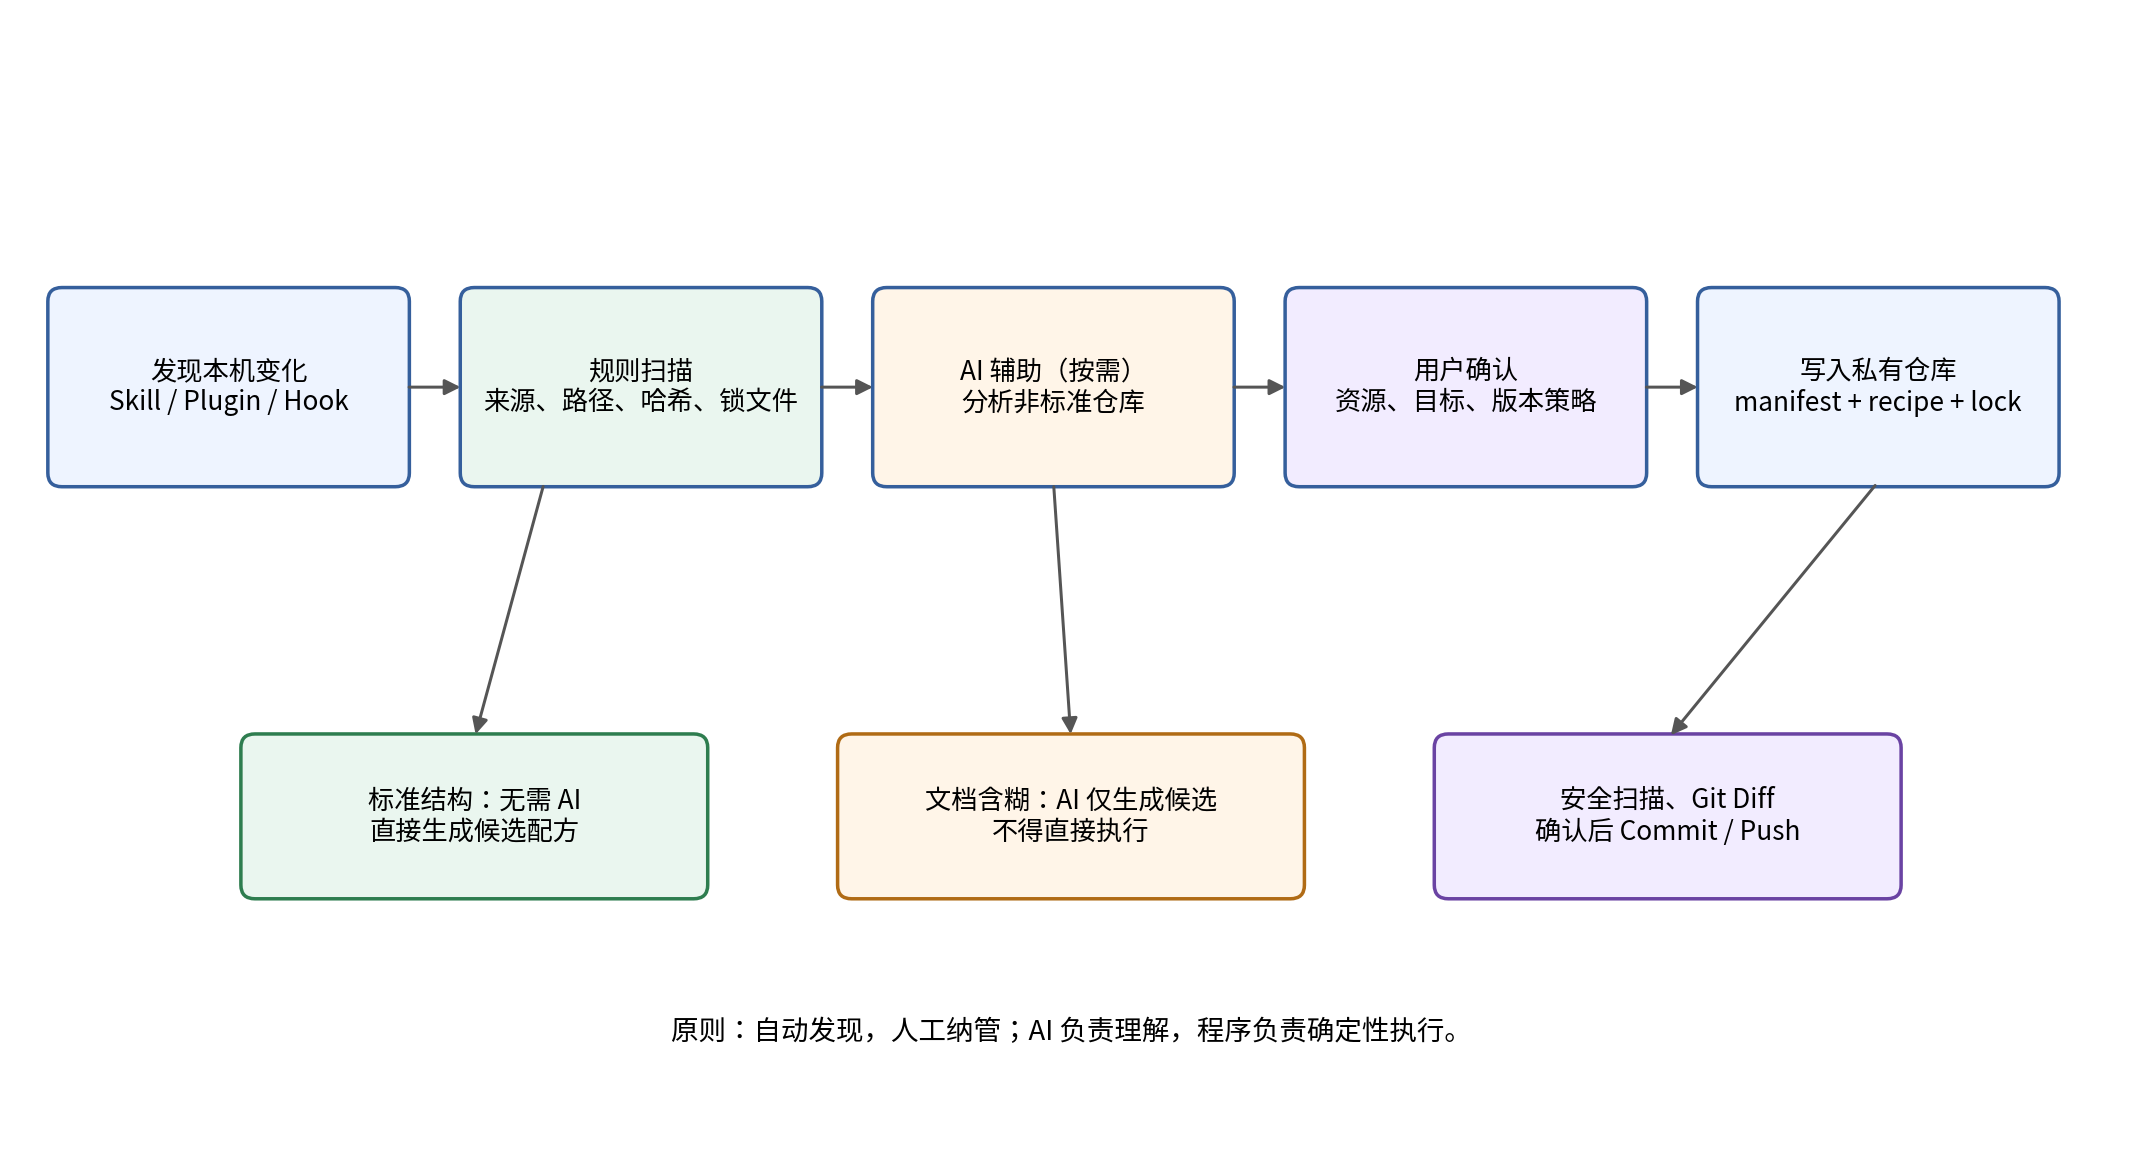 发现本机变化
Skill / Plugin / Hook
规则扫描
来源、路径、哈希、锁文件
AI 辅助（按需）
分析非标准仓库
用户确认
资源、目标、版本策略
写入私有仓库
manifest + recipe + lock
标准结构：无需 AI
直接生成候选配方
文档含糊：AI 仅生成候选
不得直接执行
安全扫描、Git Diff
确认后 Commit / Push
原则：自动发现，人工纳管；AI 负责理解，程序负责确定性执行。